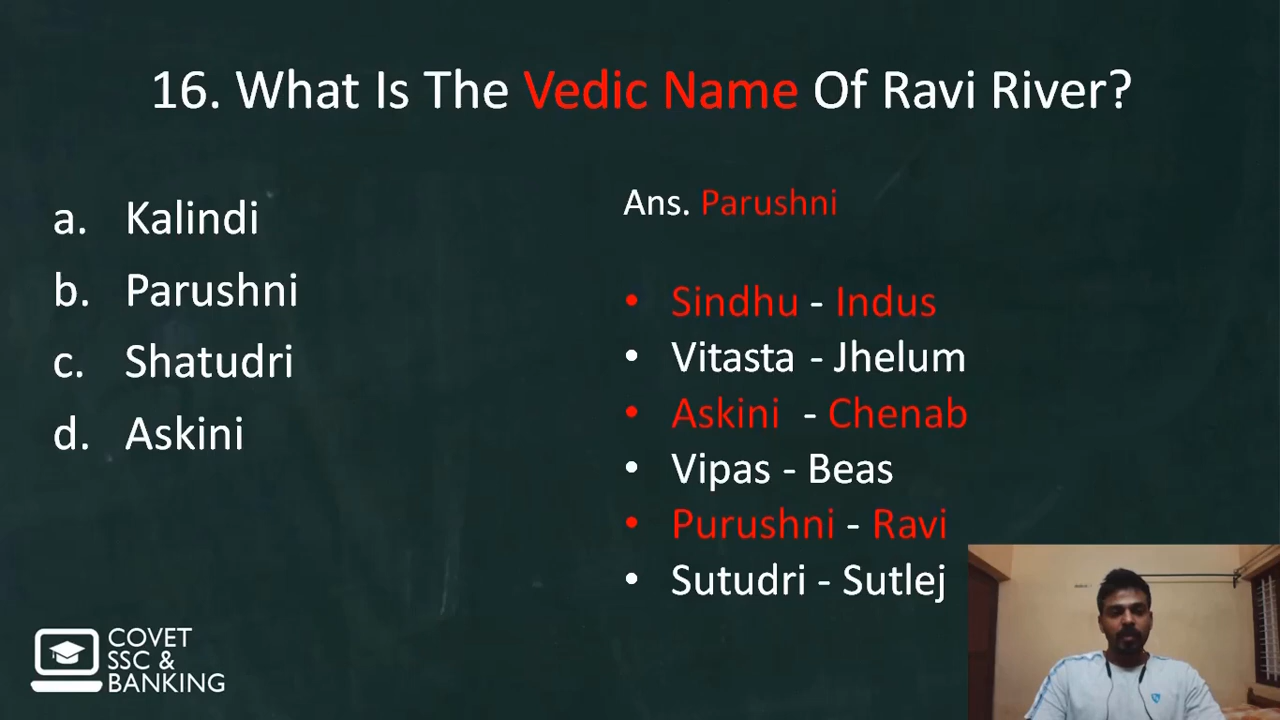 16. What Is The Vedic Name Of Ravi River?
a. Kalindi
b. Parushni
c. Shatudri
d. Askini
Ans. Parushni
• Sindhu - Indus
• Vitasta - Jhelum
• Askini - Chenab
• Vipas - Beas
• Purushni - Ravi
• Sutudri - Sutlej
COVET
SSC &
BANKING